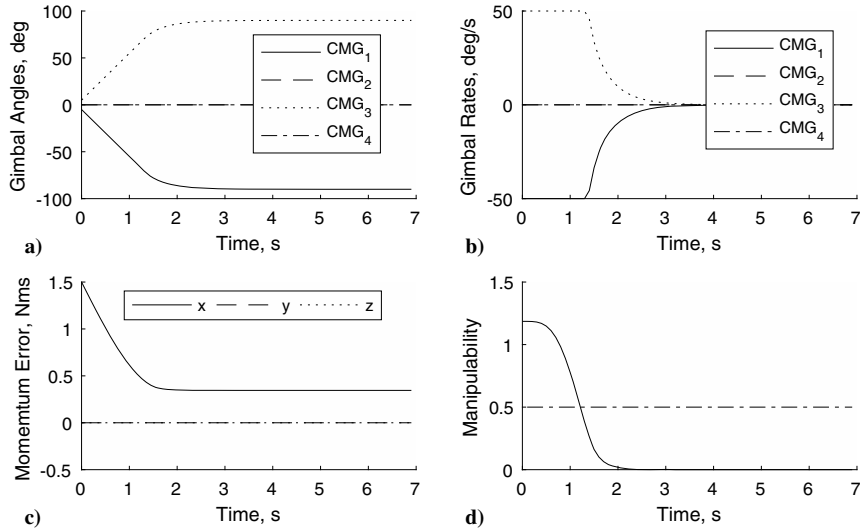 100
50
0
-50
-100
Gimbal Angles, deg
CMG1
CMG2
CMG3
CMG4
0 1 2 3 4 5 6 7
Time, s
a)
50
0
-50
Gimbal Rates, deg/s
CMG1
CMG2
CMG3
CMG4
0 1 2 3 4 5 6 7
Time, s
b)
1.5
1
0.5
0
-0.5
Momemtum Error, Nms
x y z
0 1 2 3 4 5 6 7
Time, s
c)
1.5
1
0.5
0
Manipulability
0 1 2 3 4 5 6 7
Time, s
d)